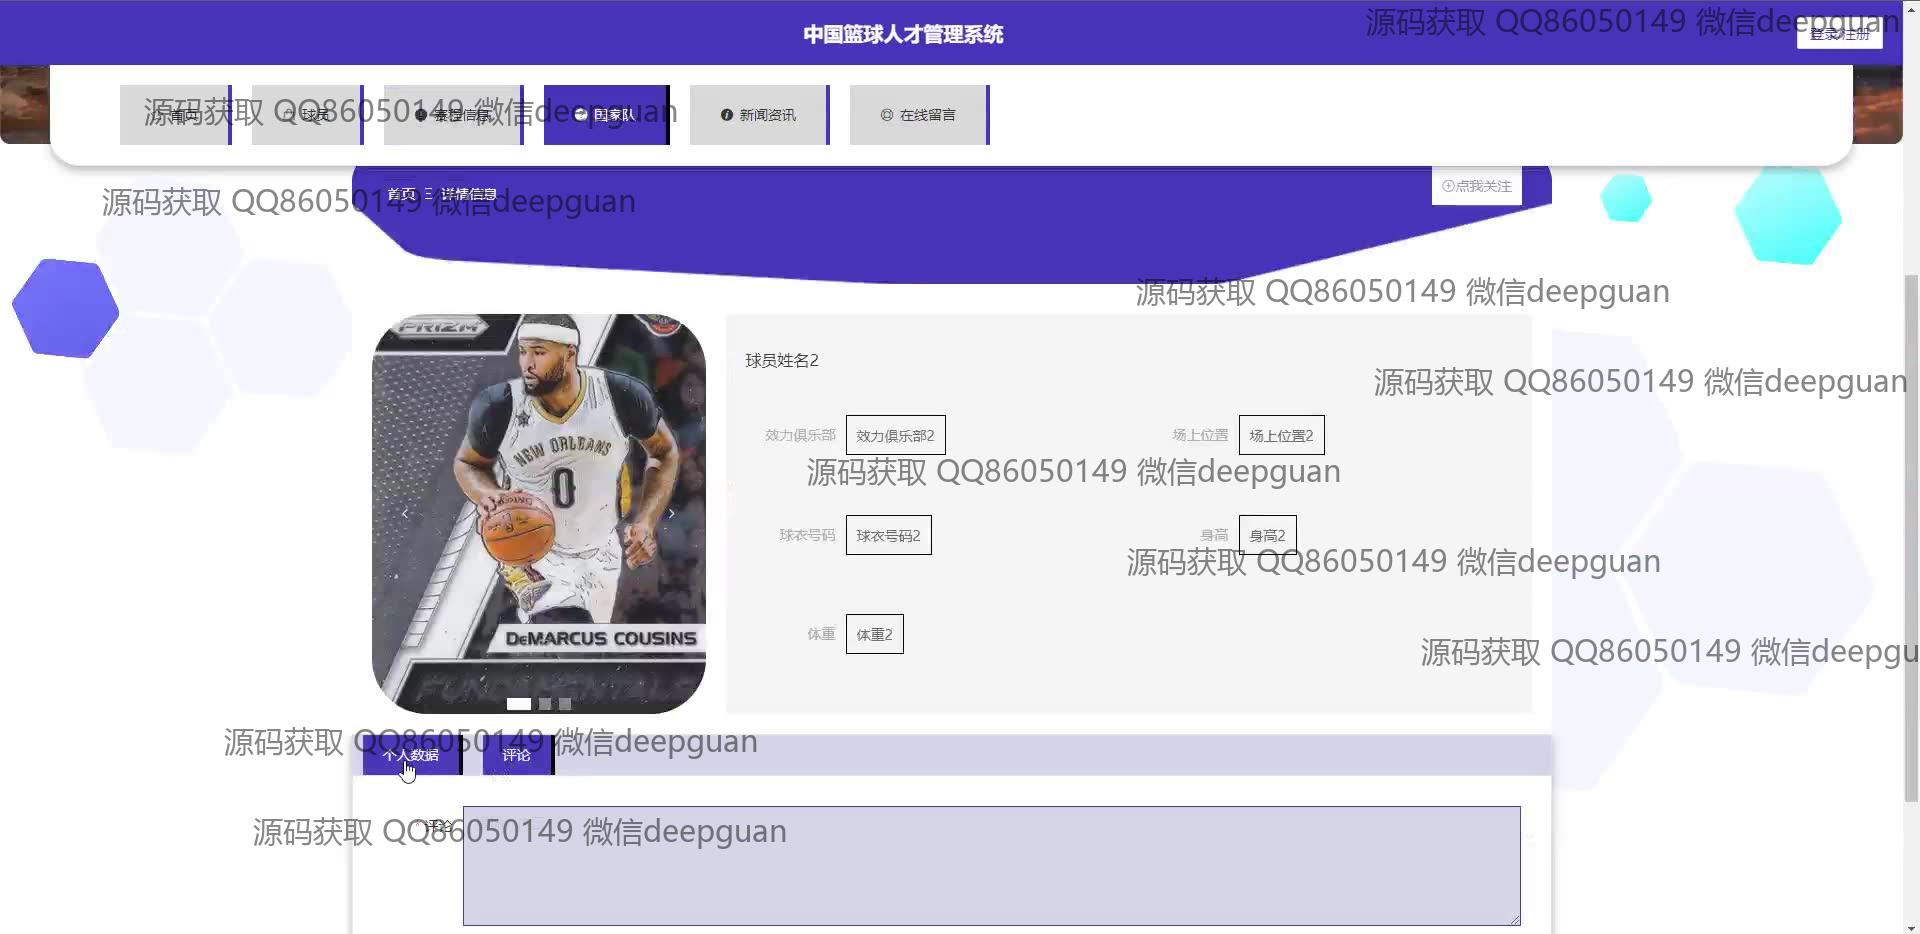 中国篮球人才管理系统
源码获取 QQ86050149 微信deepguan
登录/注册
首页
球员
赛程信息
国家队
新闻资讯
在线留言
源码获取 QQ86050149 微信deepguan
首页 详情信息
点我关注
源码获取 QQ86050149 微信deepguan
源码获取 QQ86050149 微信deepguan
PRIZM
球员姓名2
源码获取 QQ86050149 微信deepguan
效力俱乐部 效力俱乐部2
场上位置 场上位置2
NEW ORLEANS
0
源码获取 QQ86050149 微信deepguan
球衣号码 球衣号码2
身高 身高2
源码获取 QQ86050149 微信deepguan
体重 体重2
DeMARCUS COUSINS
源码获取 QQ86050149 微信deepgu
FUNDAMENTALS
源码获取 QQ86050149 微信deepguan
个人数据
评论
* 评论
源码获取 QQ86050149 微信deepguan